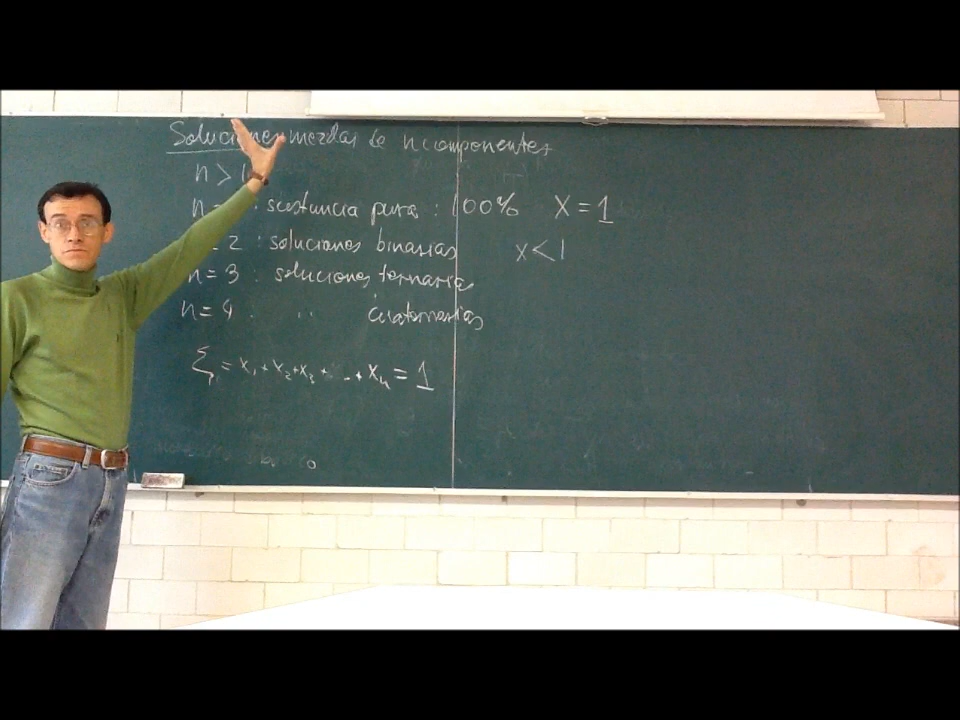 Soluciones mezclas de n componentes
n > 1
n = : sustancia pura : 100% X = 1
= 2 : soluciones binarias x < 1
n = 3 : soluciones ternarias
n = 4 : " cuaternarias
Σ = x₁ + x₂ + x₃ + ... + xₙ = 1